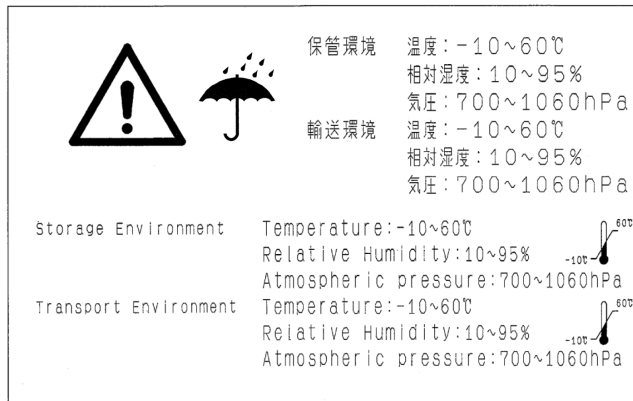 保管環境 温度:-10~60℃
相対湿度:10~95%
気圧:700~1060hPa
輸送環境 温度:-10~60℃
相対湿度:10~95%
気圧:700~1060hPa
Storage Environment Temperature:-10~60℃
Relative Humidity:10~95%
Atmospheric pressure:700~1060hPa
60℃
-10℃
Transport Environment Temperature:-10~60℃
Relative Humidity:10~95%
Atmospheric pressure:700~1060hPa
60℃
-10℃